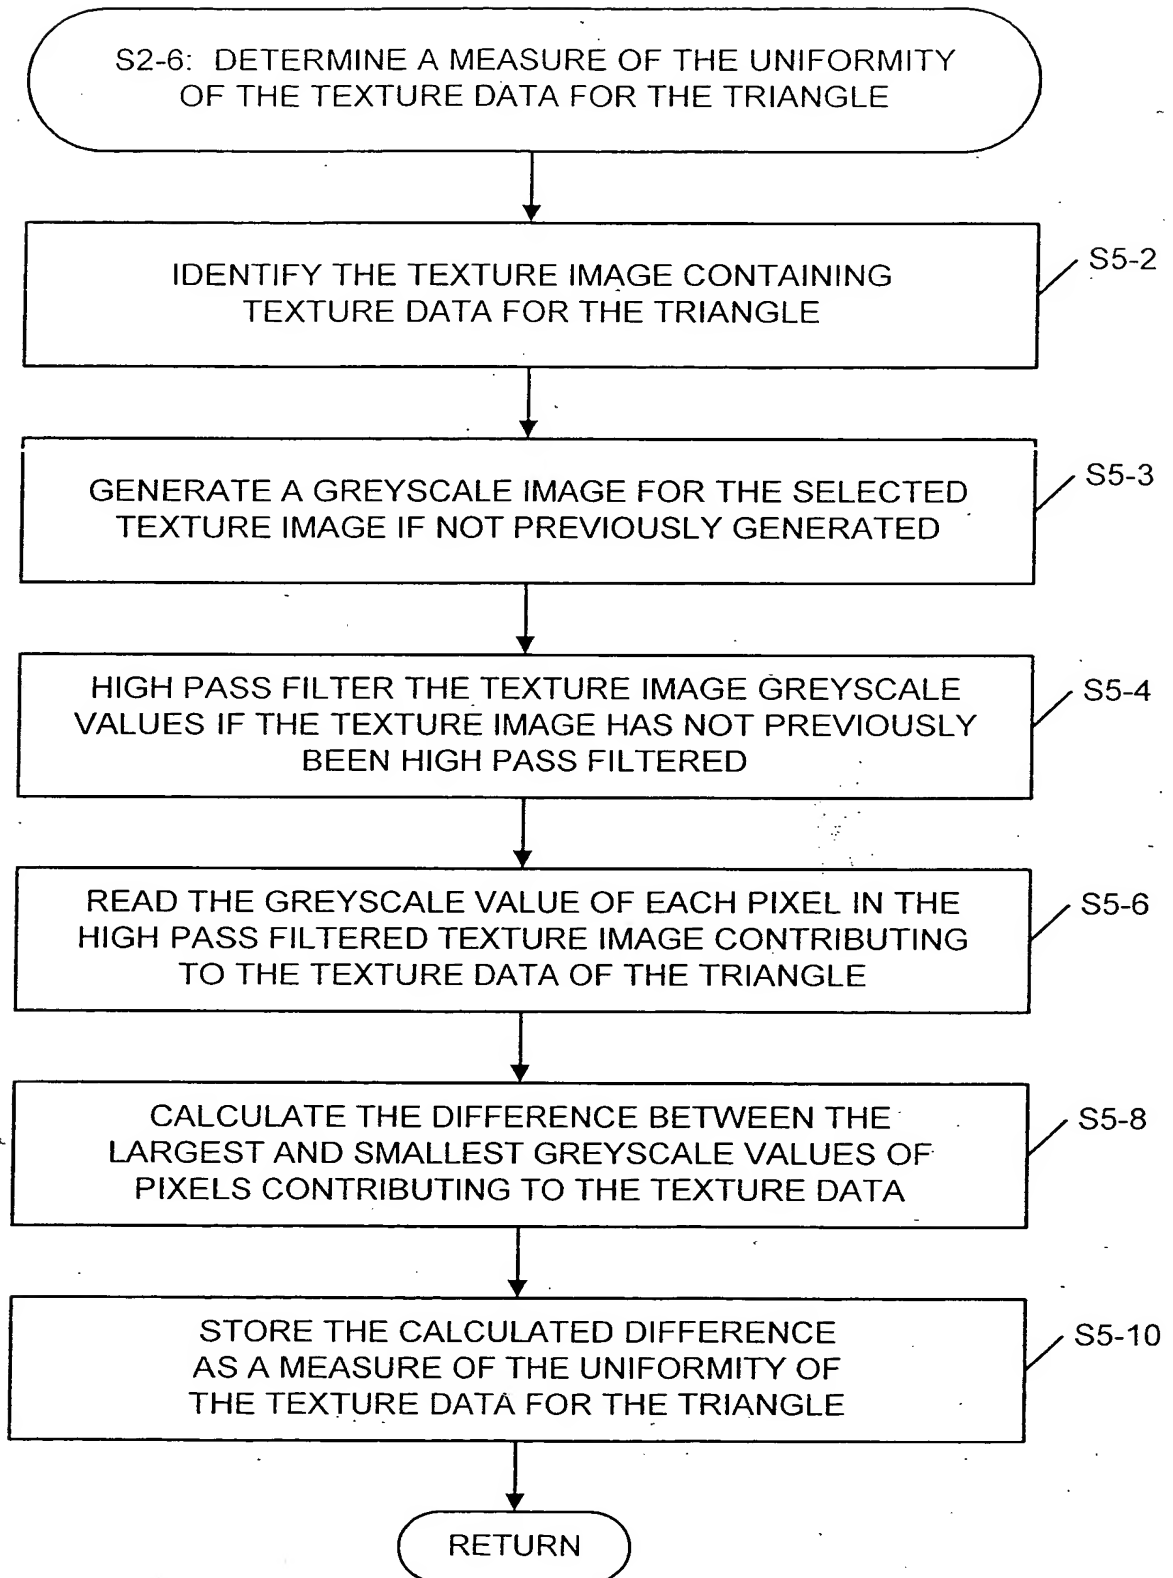 S2-6: DETERMINE A MEASURE OF THE UNIFORMITY
OF THE TEXTURE DATA FOR THE TRIANGLE
IDENTIFY THE TEXTURE IMAGE CONTAINING
TEXTURE DATA FOR THE TRIANGLE
S5-2
GENERATE A GREYSCALE IMAGE FOR THE SELECTED
TEXTURE IMAGE IF NOT PREVIOUSLY GENERATED
S5-3
HIGH PASS FILTER THE TEXTURE IMAGE GREYSCALE
VALUES IF THE TEXTURE IMAGE HAS NOT PREVIOUSLY
BEEN HIGH PASS FILTERED
S5-4
READ THE GREYSCALE VALUE OF EACH PIXEL IN THE
HIGH PASS FILTERED TEXTURE IMAGE CONTRIBUTING
TO THE TEXTURE DATA OF THE TRIANGLE
S5-6
CALCULATE THE DIFFERENCE BETWEEN THE
LARGEST AND SMALLEST GREYSCALE VALUES OF
PIXELS CONTRIBUTING TO THE TEXTURE DATA
S5-8
STORE THE CALCULATED DIFFERENCE
AS A MEASURE OF THE UNIFORMITY OF
THE TEXTURE DATA FOR THE TRIANGLE
S5-10
RETURN